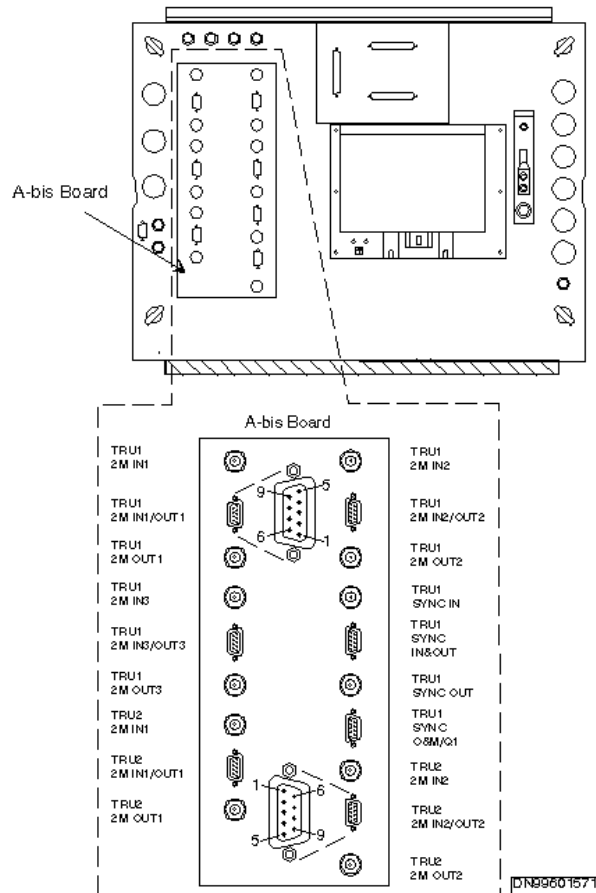 A-bis Board
A-bis Board
TRU1
2M IN1
TRU1
2M IN1/OUT1
TRU1
2M OUT1
TRU1
2M IN3
TRU1
2M IN3/OUT3
TRU1
2M OUT3
TRU2
2M IN1
TRU2
2M IN1/OUT1
TRU2
2M OUT1
9
5
6
1
1
6
5
9
TRU1
2M IN2
TRU1
2M IN2/OUT2
TRU1
2M OUT2
TRU1
SYNC IN
TRU1
SYNC
IN&OUT
TRU1
SYNC OUT
TRU1
SYNC
O&M/Q1
TRU2
2M IN2
TRU2
2M IN2/OUT2
TRU2
2M OUT2
DN99601571